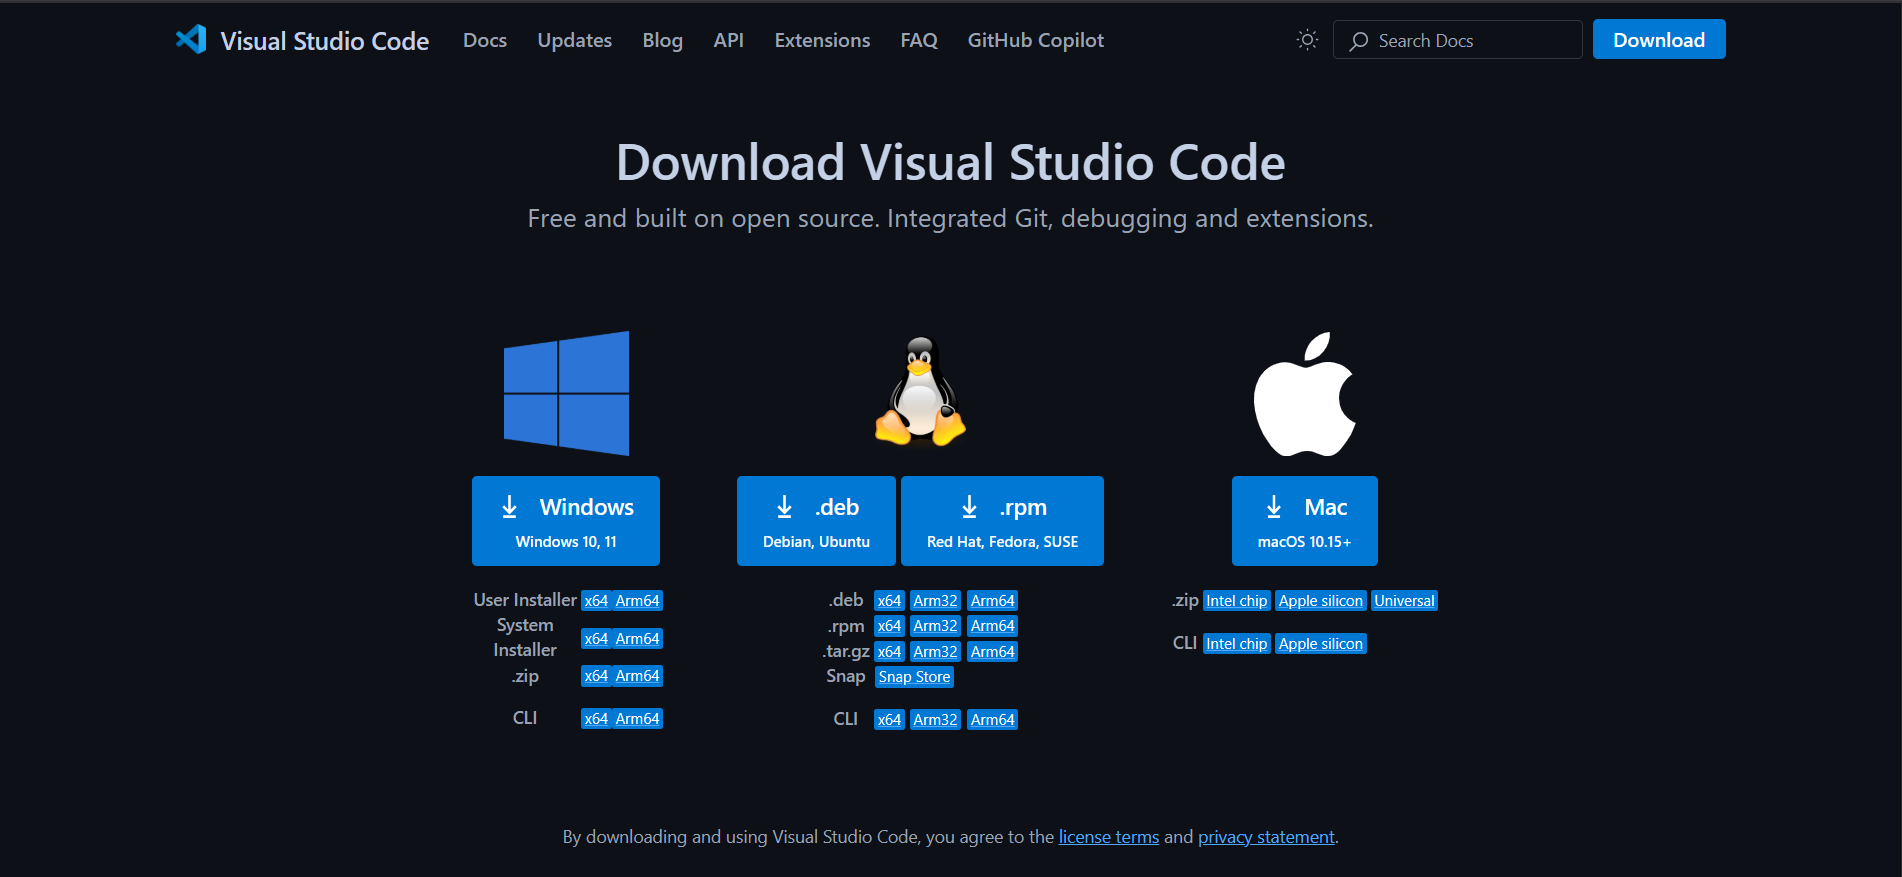 Visual Studio Code Docs Updates Blog API Extensions FAQ GitHub Copilot Search Docs Download
Download Visual Studio Code
Free and built on open source. Integrated Git, debugging and extensions.
Windows
Windows 10, 11
User Installer x64 Arm64
System
Installer x64 Arm64
.zip x64 Arm64
CLI x64 Arm64
.deb
Debian, Ubuntu
.rpm
Red Hat, Fedora, SUSE
.deb x64 Arm32 Arm64
.rpm x64 Arm32 Arm64
.tar.gz x64 Arm32 Arm64
Snap Snap Store
CLI x64 Arm32 Arm64
Mac
macOS 10.15+
.zip Intel chip Apple silicon Universal
CLI Intel chip Apple silicon
By downloading and using Visual Studio Code, you agree to the license terms and privacy statement.